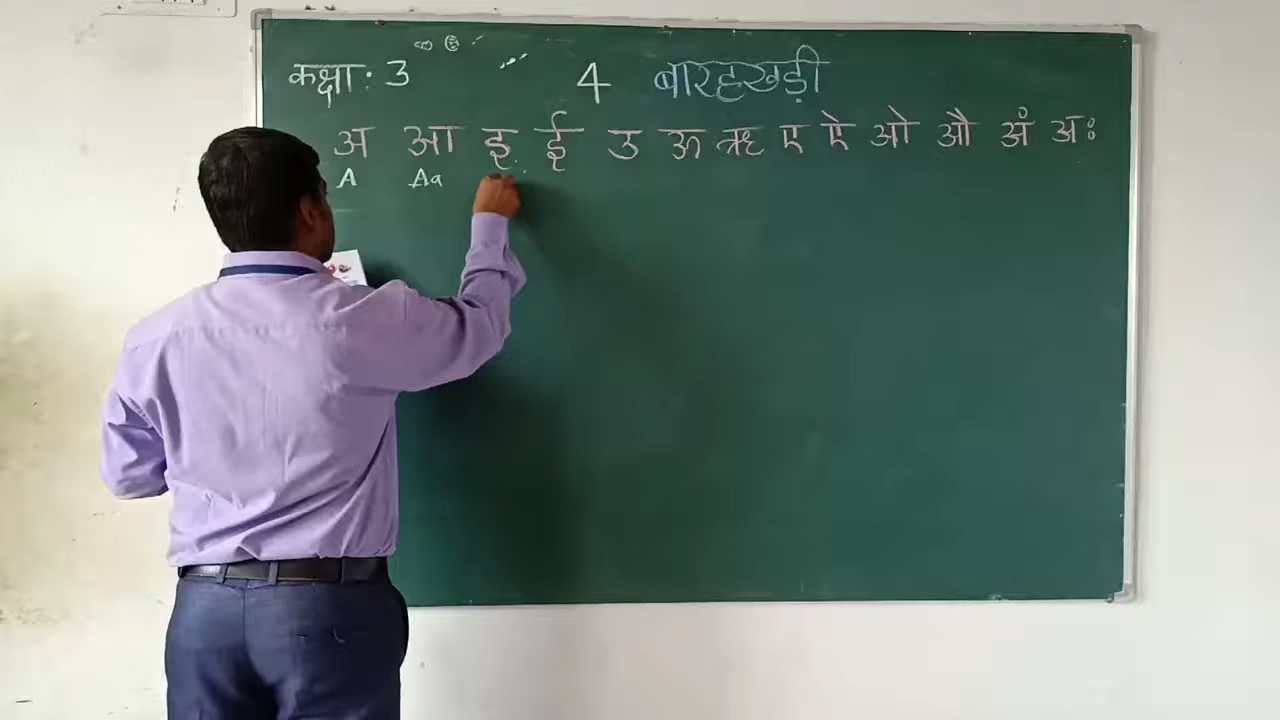 कक्षा : 3 4 बारहखड़ी
अ आ इ ई उ ऊ ऋ ए ऐ ओ औ अं अः
A Aa